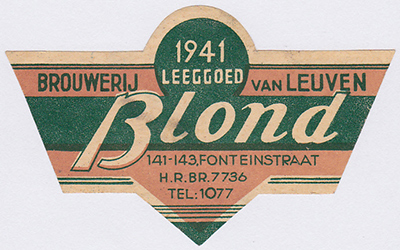 1941
LEEGGOED
BROUWERIJ VAN LEUVEN
Blond
141-143, FONTEINSTRAAT
H.R.BR. 7736
TEL: 1077